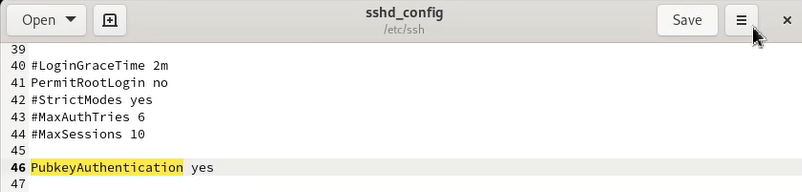 Open
sshd_config
/etc/ssh
Save
39
40 #LoginGraceTime 2m
41 PermitRootLogin no
42 #StrictModes yes
43 #MaxAuthTries 6
44 #MaxSessions 10
45
46 PubkeyAuthentication yes
47